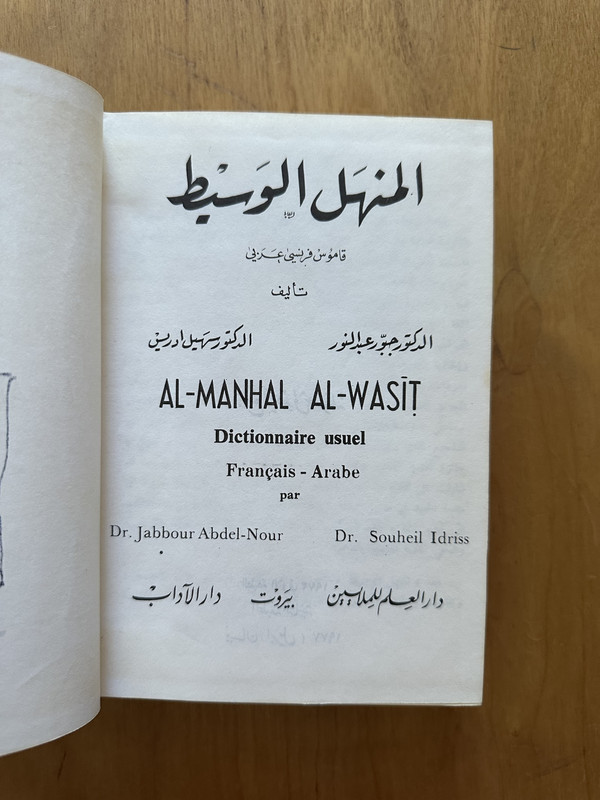 المنهل الوسيط
قاموس فرنسي عربي
تأليف
الدكتور جبور عبد النور الدكتور سهيل ادريس
AL-MANHAL AL-WASĪṬ
Dictionnaire usuel
Français - Arabe
par
Dr. Jabbour Abdel-Nour Dr. Souheil Idriss
دار العلم للملايين بيروت دار الآداب